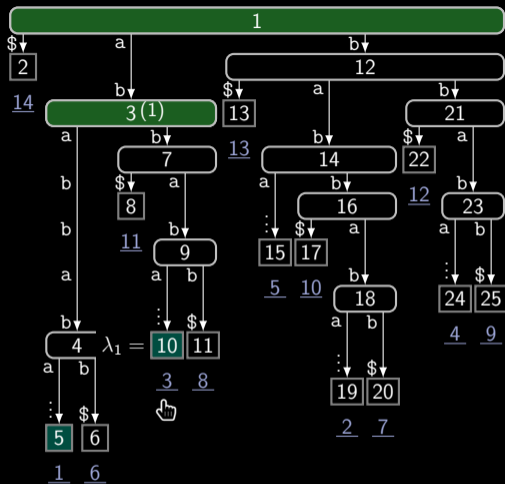 1
$ a b
2 12
14 $ a b
b 3 (1) 13 b 21
a b 13 14 $ a
7 a b 22
b $ a 16 12 b
8 $ a 23
b 11 b ⋮ a b
9 15 17
a b 5 10 b ⋮ $
a 18 24 25
⋮ $ a b 4 9
b
4 λ₁ = 10 11 ⋮ $
a b 3 8 19 20
⋮ $ 2 7
5 6
1 6